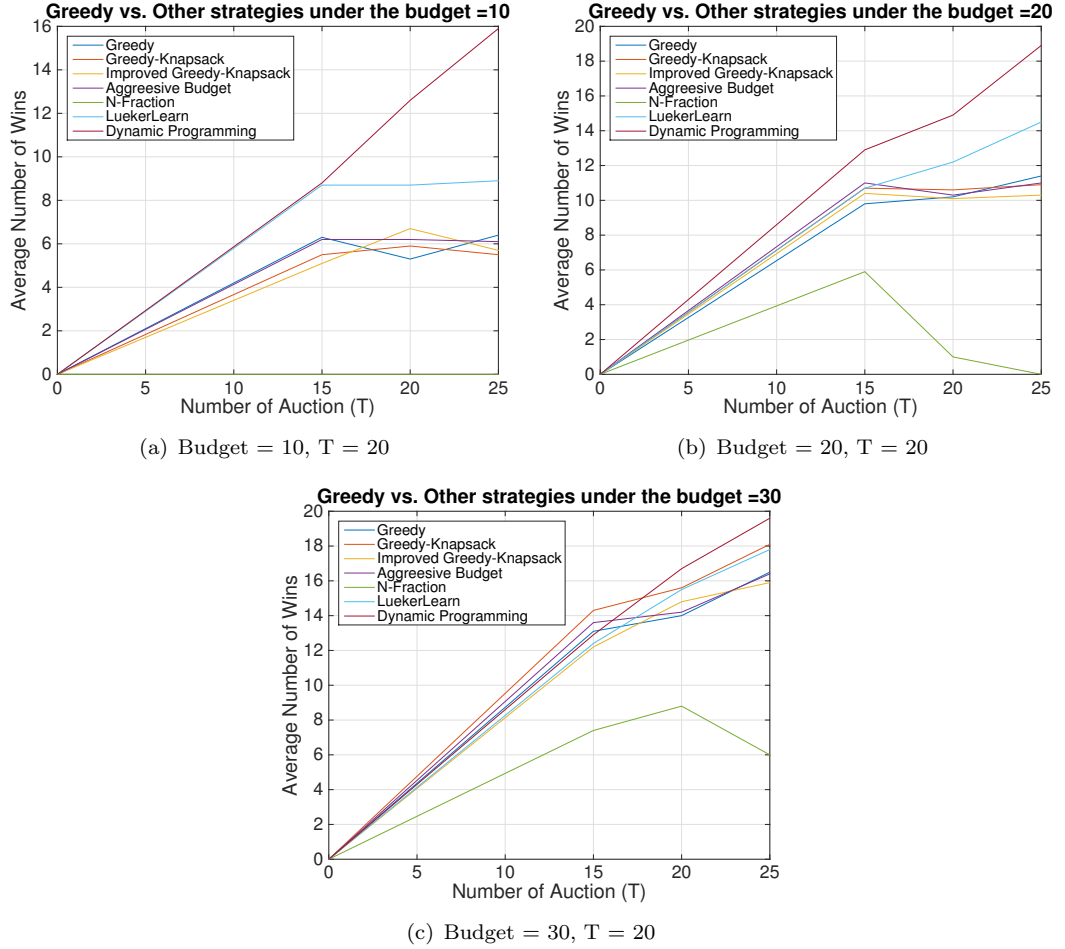 Greedy vs. Other strategies under the budget =10
16
14
12
10
8
6
4
2
0
Average Number of Wins
Greedy
Greedy-Knapsack
Improved Greedy-Knapsack
Aggreesive Budget
N-Fraction
LuekerLearn
Dynamic Programming
0 5 10 15 20 25
Number of Auction (T)
(a) Budget = 10, T = 20
Greedy vs. Other strategies under the budget =20
20
18
16
14
12
10
8
6
4
2
0
Average Number of Wins
Greedy
Greedy-Knapsack
Improved Greedy-Knapsack
Aggreesive Budget
N-Fraction
LuekerLearn
Dynamic Programming
0 5 10 15 20 25
Number of Auction (T)
(b) Budget = 20, T = 20
Greedy vs. Other strategies under the budget =30
20
18
16
14
12
10
8
6
4
2
0
Average Number of Wins
Greedy
Greedy-Knapsack
Improved Greedy-Knapsack
Aggreesive Budget
N-Fraction
LuekerLearn
Dynamic Programming
0 5 10 15 20 25
Number of Auction (T)
(c) Budget = 30, T = 20